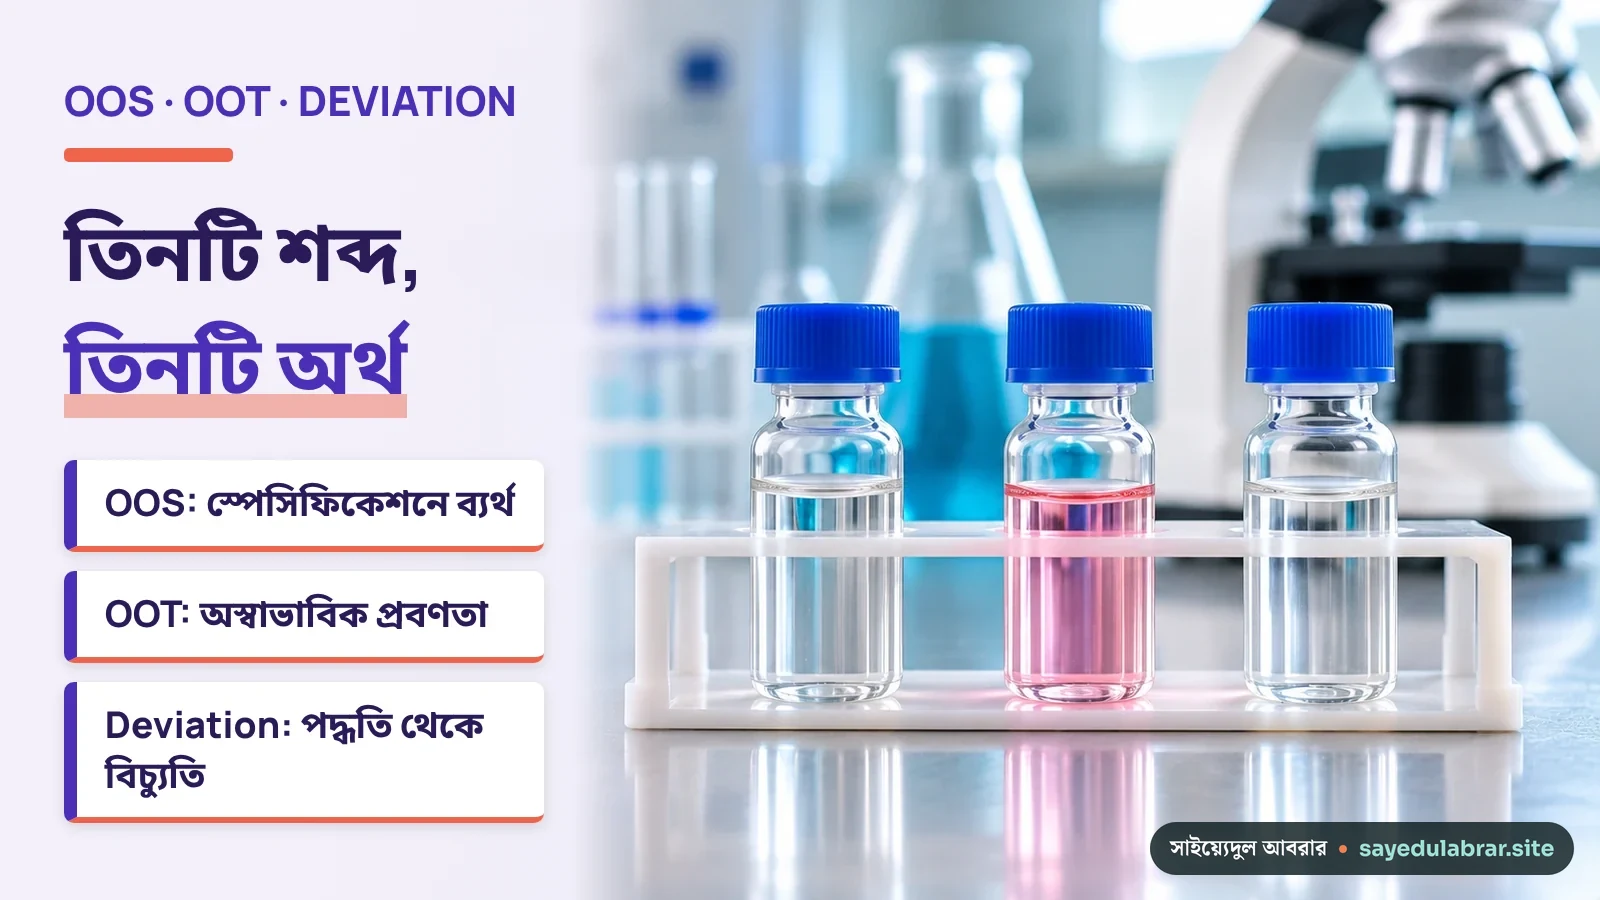 OOS · OOT · DEVIATION
তিনটি শব্দ,
তিনটি অর্থ
OOS: স্পেসিফিকেশনে ব্যর্থ
OOT: অস্বাভাবিক প্রবণতা
Deviation: পদ্ধতি থেকে
বিচ্যুতি
সাইয়্যেদুল আবরার • sayedulabrar.site